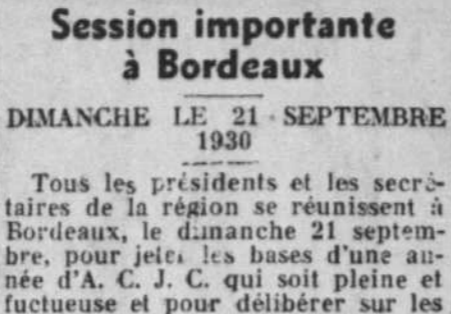 Session importante
à Bordeaux
DIMANCHE LE 21 SEPTEMBRE
1930
Tous les présidents et les secré-
taires de la région se réunissent à
Bordeaux, le dimanche 21 septem-
bre, pour jeter les bases d'une an-
née d'A. C. J. C. qui soit pleine et
fuctueuse et pour délibérer sur les